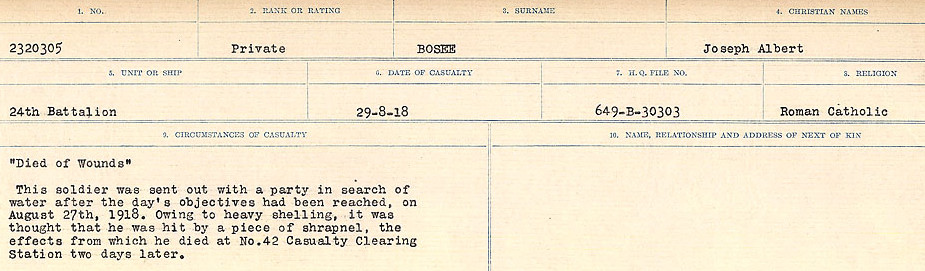 1. NO. 2. RANK OR RATING 3. SURNAME 4. CHRISTIAN NAMES
2320305 Private BOSEE Joseph Albert
5. UNIT OR SHIP 6. DATE OF CASUALTY 7. H. Q. FILE NO. 8. RELIGION
24th Battalion 29-8-18 649-B-30303 Roman Catholic
9. CIRCUMSTANCES OF CASUALTY 10. NAME, RELATIONSHIP AND ADDRESS OF NEXT OF KIN
"Died of Wounds"
This soldier was sent out with a party in search of
water after the day's objectives had been reached, on
August 27th, 1918. Owing to heavy shelling, it was
thought that he was hit by a piece of shrapnel, the
effects from which he died at No.42 Casualty Clearing
Station two days later.